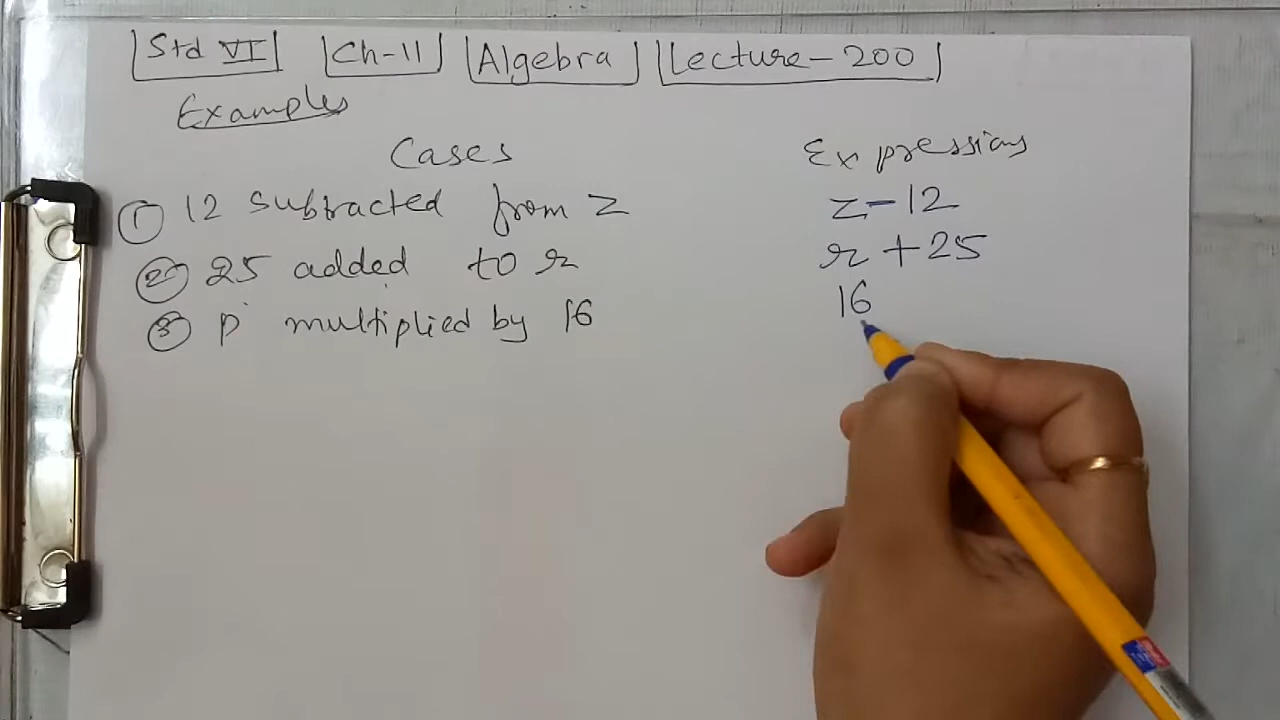 Std VI Ch-11 Algebra Lecture-200
Examples
Cases Expressions
① 12 subtracted from z z-12
② 25 added to r r+25
③ p multiplied by 16 16